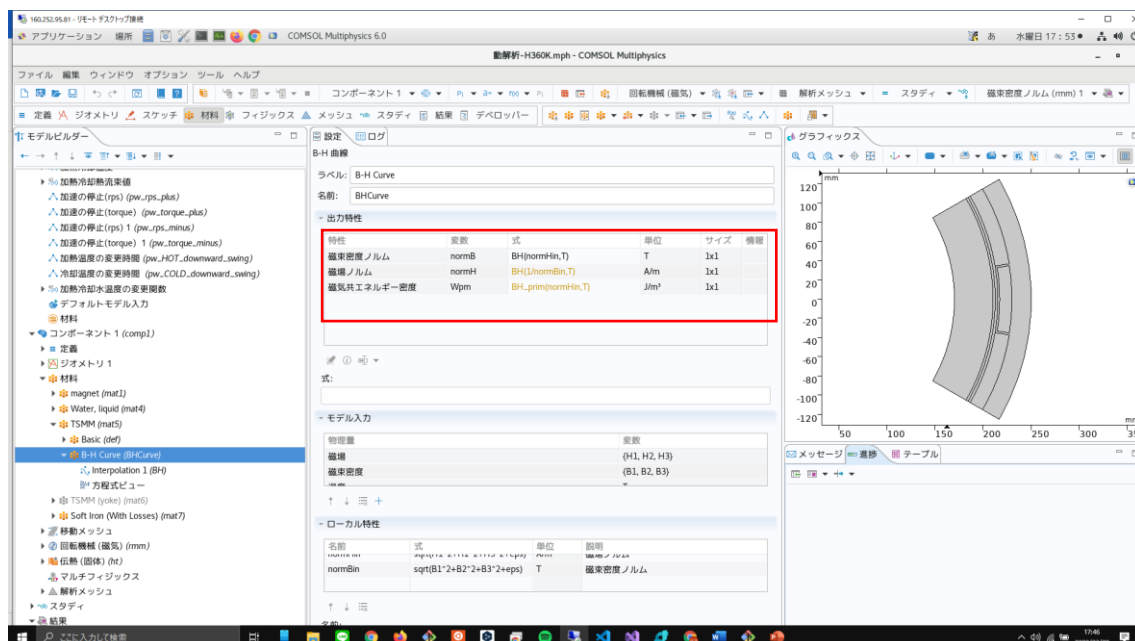 160.252.95.81 - リモート デスクトップ接続
アプリケーション 場所 COMSOL Multiphysics 6.0 あ 水曜日 17:53
動解析-H360K.mph - COMSOL Multiphysics
ファイル 編集 ウィンドウ オプション ツール ヘルプ
コンポーネント 1 Pi a= f(x) P= 回転機械 (磁気) 解析メッシュ = スタディ 磁束密度ノルム (rmm) 1
定義 ジオメトリ スケッチ 材料 フィジックス メッシュ スタディ 結果 デベロッパー
モデルビルダー
加熱冷却熱流束値
加速の停止(rps) (pw_rps_plus)
加速の停止(torque) (pw_torque_plus)
加速の停止(rps) 1 (pw_rps_minus)
加速の停止(torque) 1 (pw_torque_minus)
加熱温度の変更時間 (pw_HOT_downward_swing)
冷却温度の変更時間 (pw_COLD_downward_swing)
加熱冷却水温度の変更関数
デフォルトモデル入力
材料
コンポーネント 1 (comp1)
定義
ジオメトリ 1
材料
magnet (mat1)
Water, liquid (mat4)
TSMM (mat5)
Basic (def)
B-H Curve (BHCurve)
Interpolation 1 (BH)
方程式ビュー
TSMM (yoke) (mat6)
Soft Iron (With Losses) (mat7)
移動メッシュ
回転機械 (磁気) (rmm)
伝熱 (固体) (ht)
マルチフィジックス
解析メッシュ
スタディ
結果
設定 ログ
B-H 曲線
ラベル: B-H Curve
名前: BHCurve
出力特性
特性 変数 式 単位 サイズ 情報
磁束密度ノルム normB BH(normHin,T) T 1x1
磁場ノルム normH BH(1/normBin,T) A/m 1x1
磁気共エネルギー密度 Wpm BH_prim(normHin,T) J/m³ 1x1
式:
モデル入力
物理量 変数
磁場 {H1, H2, H3}
磁束密度 {B1, B2, B3}
ローカル特性
名前 式 単位 説明
normBin sqrt(B1^2+B2^2+B3^2+eps) T 磁束密度ノルム
グラフィックス
mm
120
100
80
60
40
20
0
-20
-40
-60
-80
-100
-120
50 100 150 200 250 300
メッセージ 進捗 テーブル
ここに入力して検索
17:46